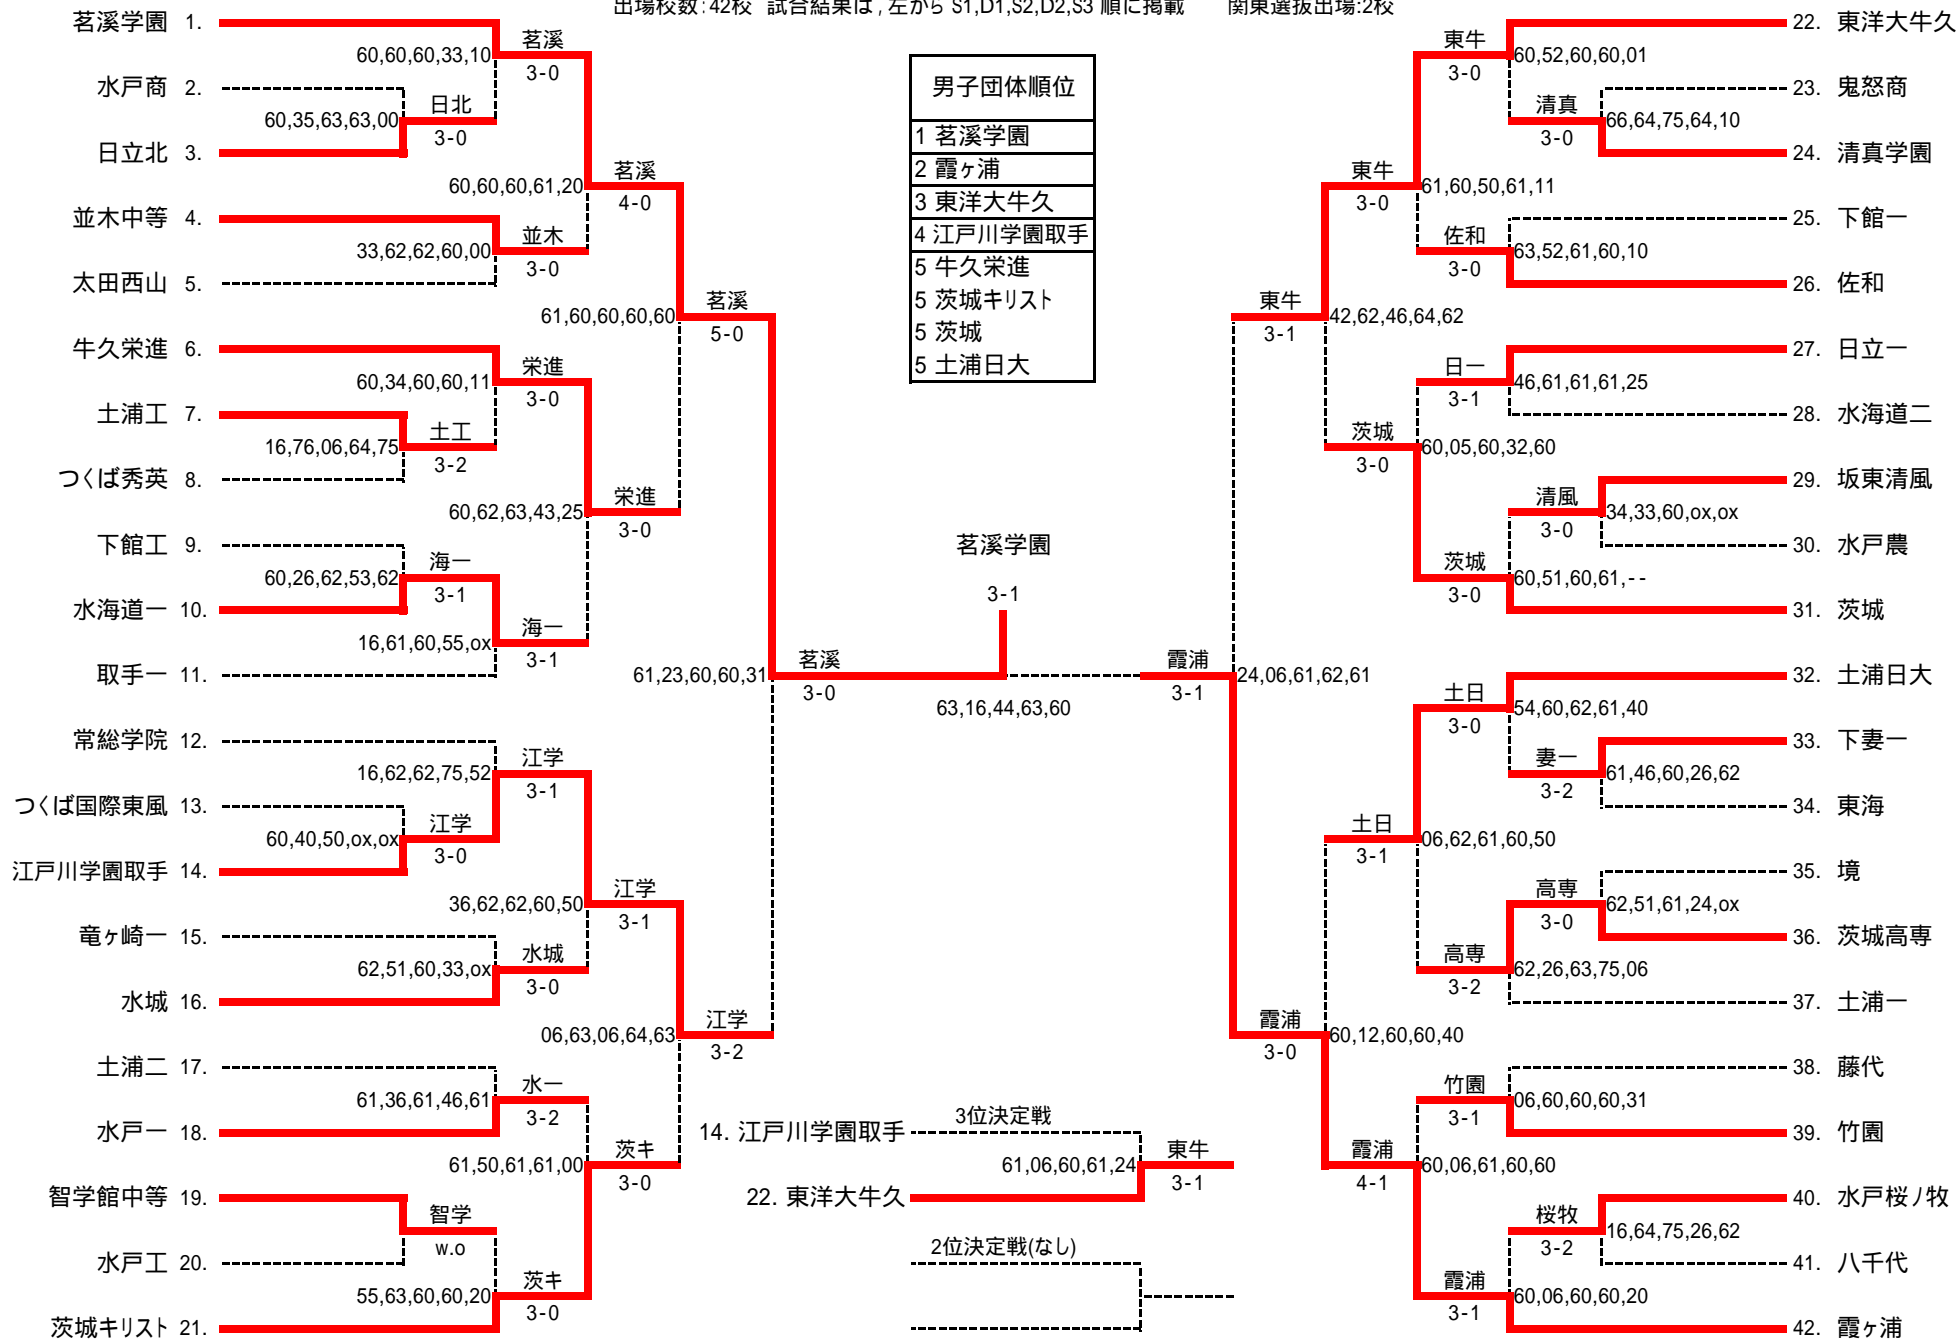 出場校数:42校 試合結果は,左から S1,D1,S2,D2,S3 順に掲載 関東選抜出場:2校
茗溪学園 1.
60,60,60,33,10
茗溪
3-0
水戸商 2.
60,35,63,63,00
日北
3-0
日立北 3.
60,60,60,61,20
茗溪
4-0
並木中等 4.
33,62,62,60,00
並木
3-0
太田西山 5.
61,60,60,60,60
茗溪
5-0
牛久栄進 6.
60,34,60,60,11
栄進
3-0
土浦工 7.
16,76,06,64,75
土工
3-2
つくば秀英 8.
60,62,63,43,25
栄進
3-0
下館工 9.
60,26,62,53,62
海一
3-1
水海道一 10.
16,61,60,55,ox
海一
3-1
取手一 11.
61,23,60,60,31
茗溪
3-0
常総学院 12.
16,62,62,75,52
江学
3-1
つくば国際東風 13.
60,40,50,ox,ox
江学
3-0
江戸川学園取手 14.
36,62,62,60,50
江学
3-1
竜ヶ崎一 15.
62,51,60,33,ox
水城
3-0
水城 16.
06,63,06,64,63
江学
3-2
土浦二 17.
61,36,61,46,61
水一
3-2
水戸一 18.
61,50,61,61,00
茨キ
3-0
智学館中等 19.
智学
w.o
水戸工 20.
55,63,60,60,20
茨キ
3-0
茨城キリスト 21.
男子団体順位
1 茗溪学園
2 霞ヶ浦
3 東洋大牛久
4 江戸川学園取手
5 牛久栄進
5 茨城キリスト
5 茨城
5 土浦日大
茗溪学園
3-1
63,16,44,63,60
3位決定戦
14. 江戸川学園取手
61,06,60,61,24
東牛
3-1
22. 東洋大牛久
2位決定戦(なし)
22. 東洋大牛久
東牛
3-0
60,52,60,60,01
23. 鬼怒商
清真
3-0
66,64,75,64,10
24. 清真学園
東牛
3-0
61,60,50,61,11
25. 下館一
佐和
3-0
63,52,61,60,10
26. 佐和
東牛
3-1
42,62,46,64,62
27. 日立一
日一
3-1
46,61,61,61,25
28. 水海道二
茨城
3-0
60,05,60,32,60
29. 坂東清風
清風
3-0
34,33,60,ox,ox
30. 水戸農
茨城
3-0
60,51,60,61,--
31. 茨城
霞浦
3-1
24,06,61,62,61
32. 土浦日大
土日
3-0
54,60,62,61,40
33. 下妻一
妻一
3-2
61,46,60,26,62
34. 東海
土日
3-1
06,62,61,60,50
35. 境
高専
3-0
62,51,61,24,ox
36. 茨城高専
高専
3-2
62,26,63,75,06
37. 土浦一
霞浦
3-0
60,12,60,60,40
38. 藤代
竹園
3-1
06,60,60,60,31
39. 竹園
霞浦
4-1
60,06,61,60,60
40. 水戸桜ノ牧
桜牧
3-2
16,64,75,26,62
41. 八千代
霞浦
3-1
60,06,60,60,20
42. 霞ヶ浦